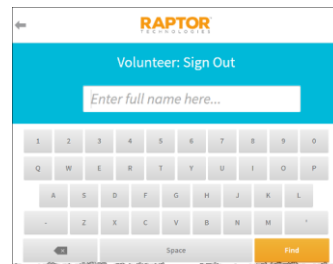 RAPTOR
TECHNOLOGIES
Volunteer: Sign Out
Enter full name here...
1 2 3 4 5 6 7 8 9 0
Q W E R T Y U I O P
A S D F G H J K L
- Z X C V B N M '
Space Find